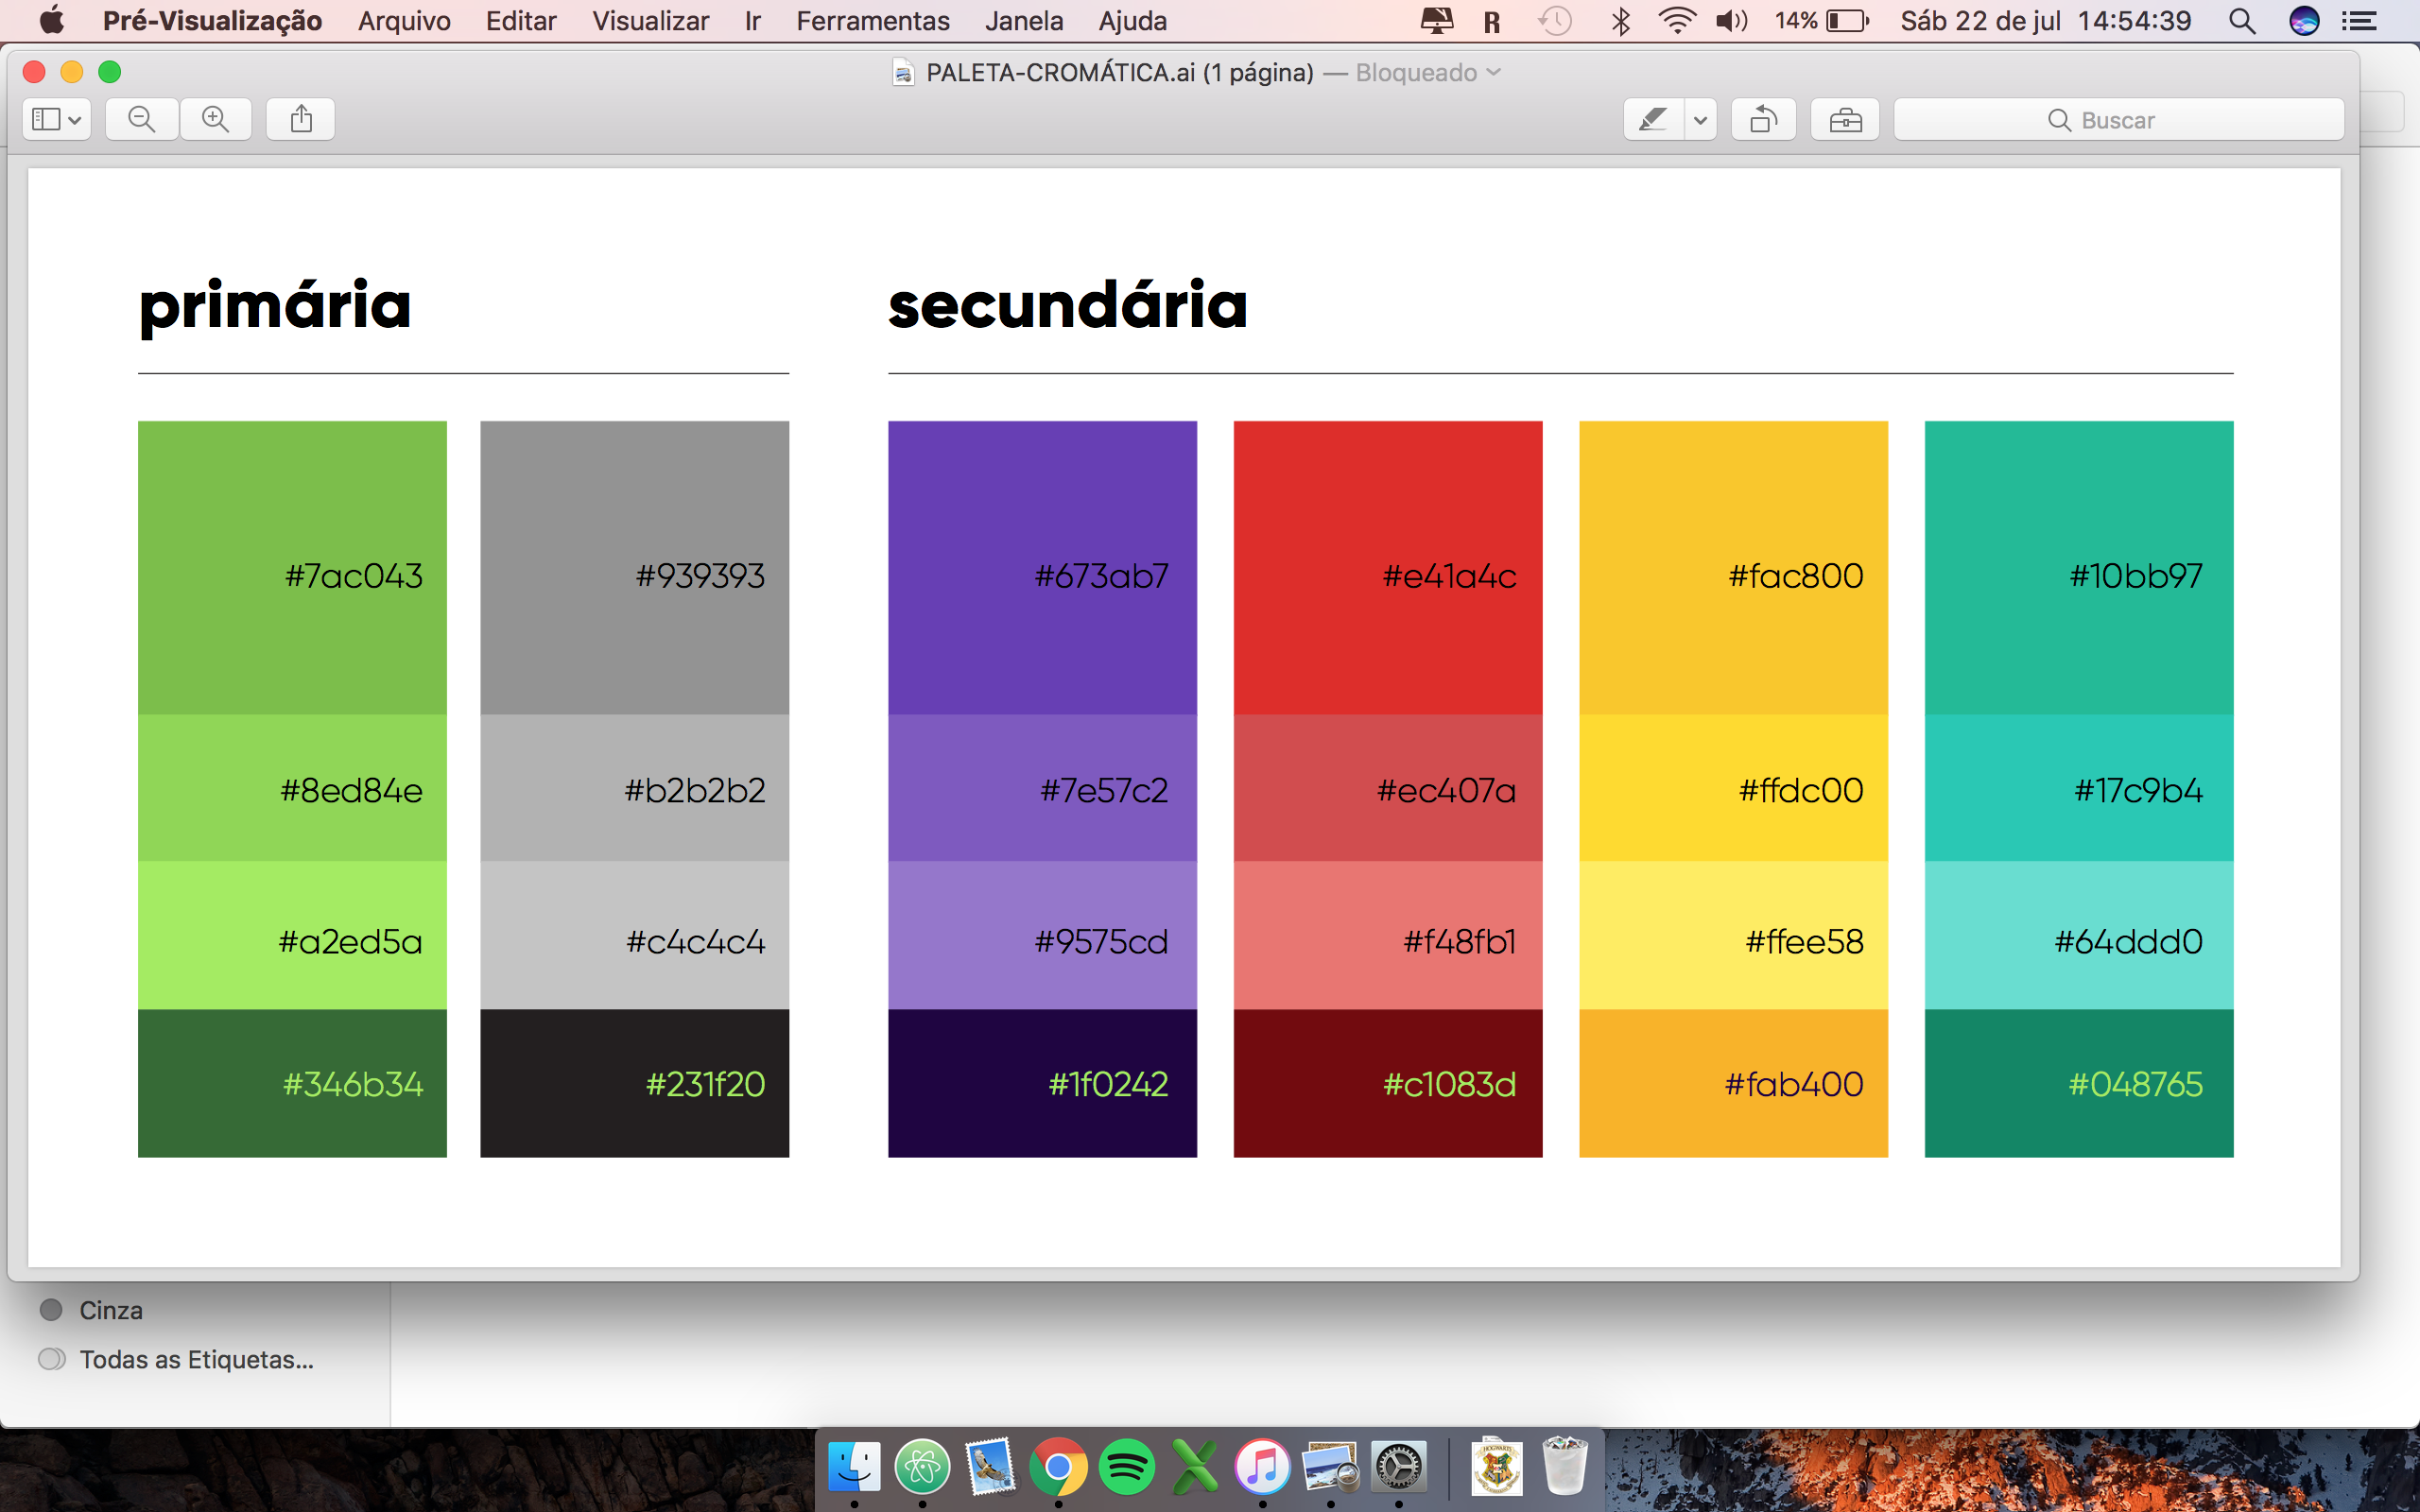 Pré-Visualização Arquivo Editar Visualizar Ir Ferramentas Janela Ajuda R 14% Sáb 22 de jul 14:54:39
PALETA-CROMÁTICA.ai (1 página) — Bloqueado
Buscar
primária secundária
#7ac043 #939393 #673ab7 #e41a4c #fac800 #10bb97
#8ed84e #b2b2b2 #7e57c2 #ec407a #ffdc00 #17c9b4
#a2ed5a #c4c4c4 #9575cd #f48fb1 #ffee58 #64ddd0
#346b34 #231f20 #1f0242 #c1083d #fab400 #048765
Cinza
Todas as Etiquetas...
HOGWARTS